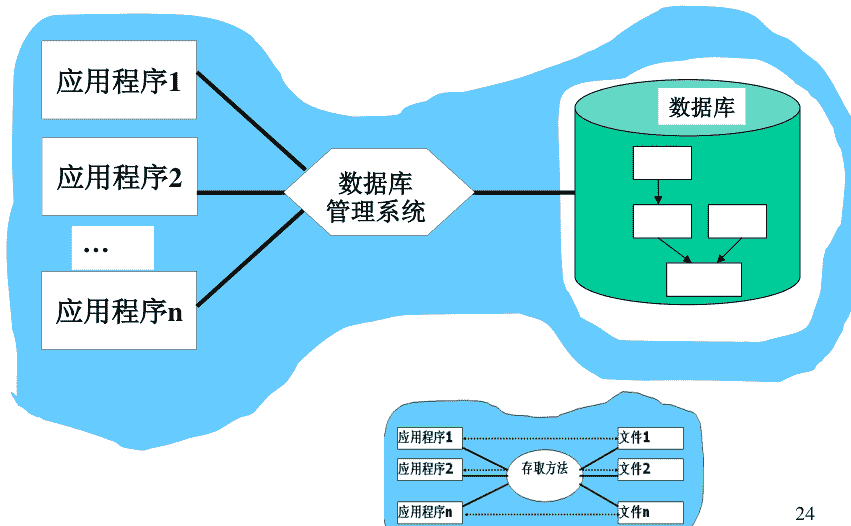 应用程序1
应用程序2
…
应用程序n
数据库
管理系统
数据库
应用程序1
应用程序2
应用程序n
存取方法
文件1
文件2
文件n
24